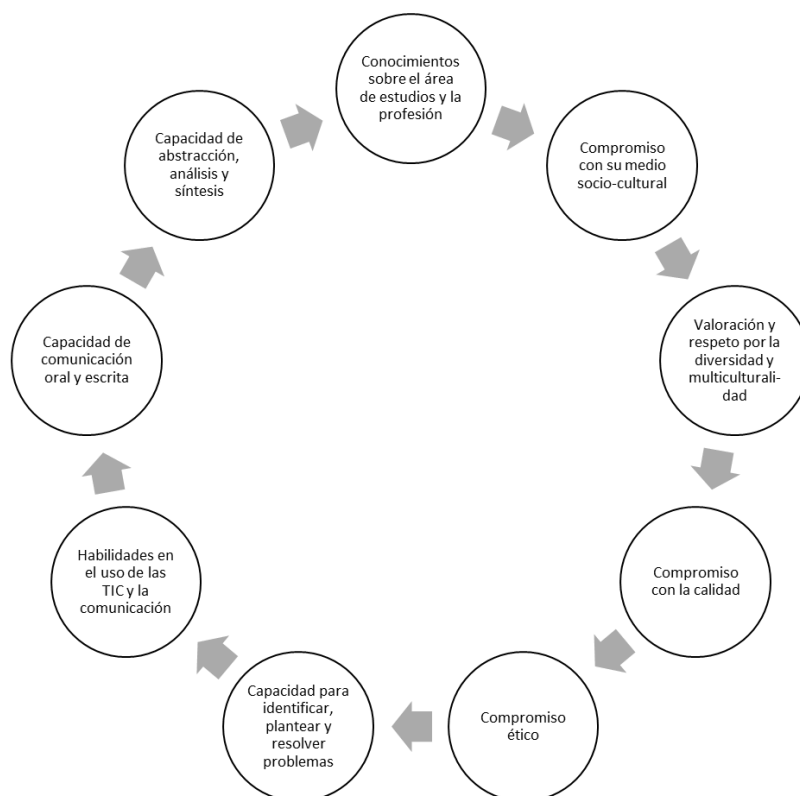 Conocimientos
sobre el área
de estudios y la
profesión
Compromiso
con su medio
socio-cultural
Valoración y
respeto por la
diversidad y
multiculturali-
dad
Compromiso
con la calidad
Compromiso
ético
Capacidad para
identificar,
plantear y
resolver
problemas
Habilidades en
el uso de las
TIC y la
comunicación
Capacidad de
comunicación
oral y escrita
Capacidad de
abstracción,
análisis y
síntesis